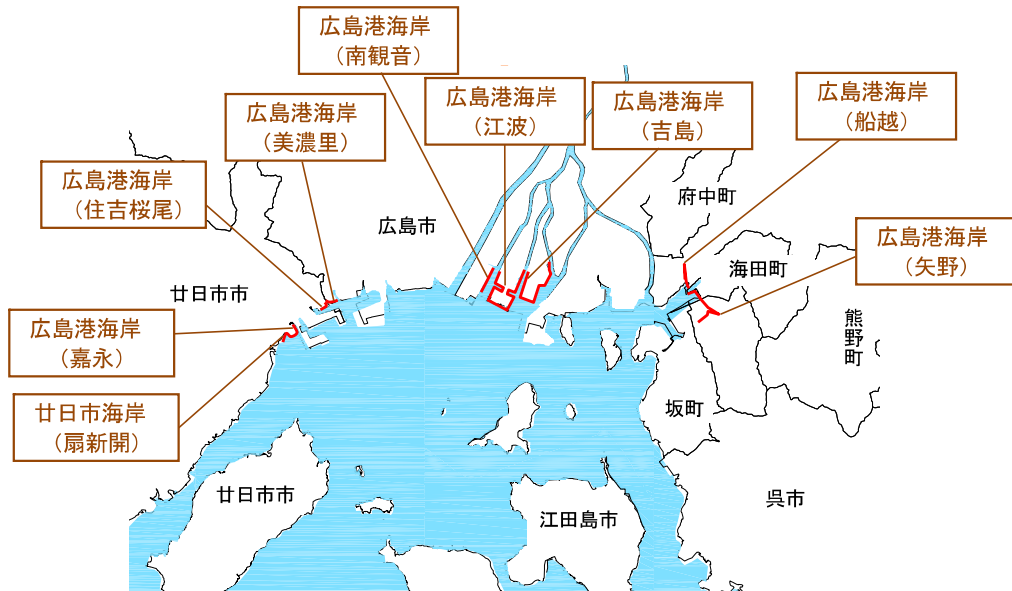 広島港海岸
(南観音)
広島港海岸
(江波)
広島港海岸
(吉島)
広島港海岸
(船越)
広島港海岸
(美濃里)
広島港海岸
(住吉桜尾)
府中町
広島市
広島港海岸
(矢野)
海田町
廿日市市
広島港海岸
(嘉永)
熊野町
廿日市海岸
(扇新開)
坂町
廿日市市
江田島市
呉市